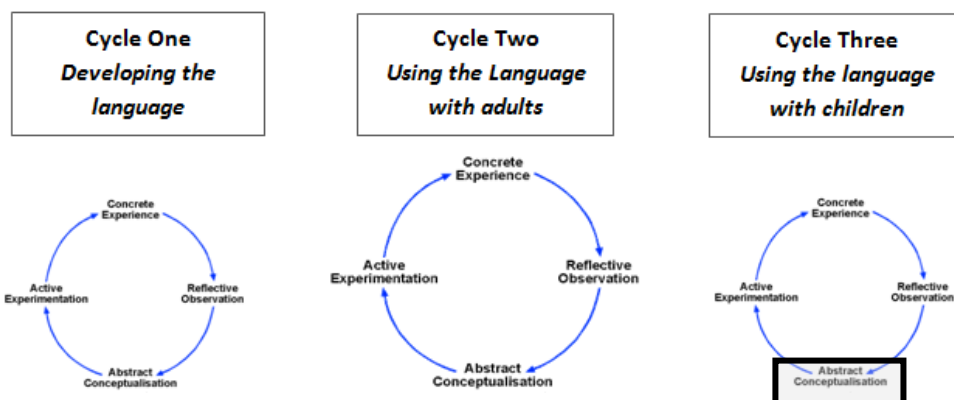 Cycle One
Developing the
language
Cycle Two
Using the Language
with adults
Cycle Three
Using the language
with children
Concrete
Experience
Reflective
Observation
Abstract
Conceptualisation
Active
Experimentation
Concrete
Experience
Reflective
Observation
Abstract
Conceptualisation
Active
Experimentation
Concrete
Experience
Reflective
Observation
Abstract
Conceptualisation
Active
Experimentation